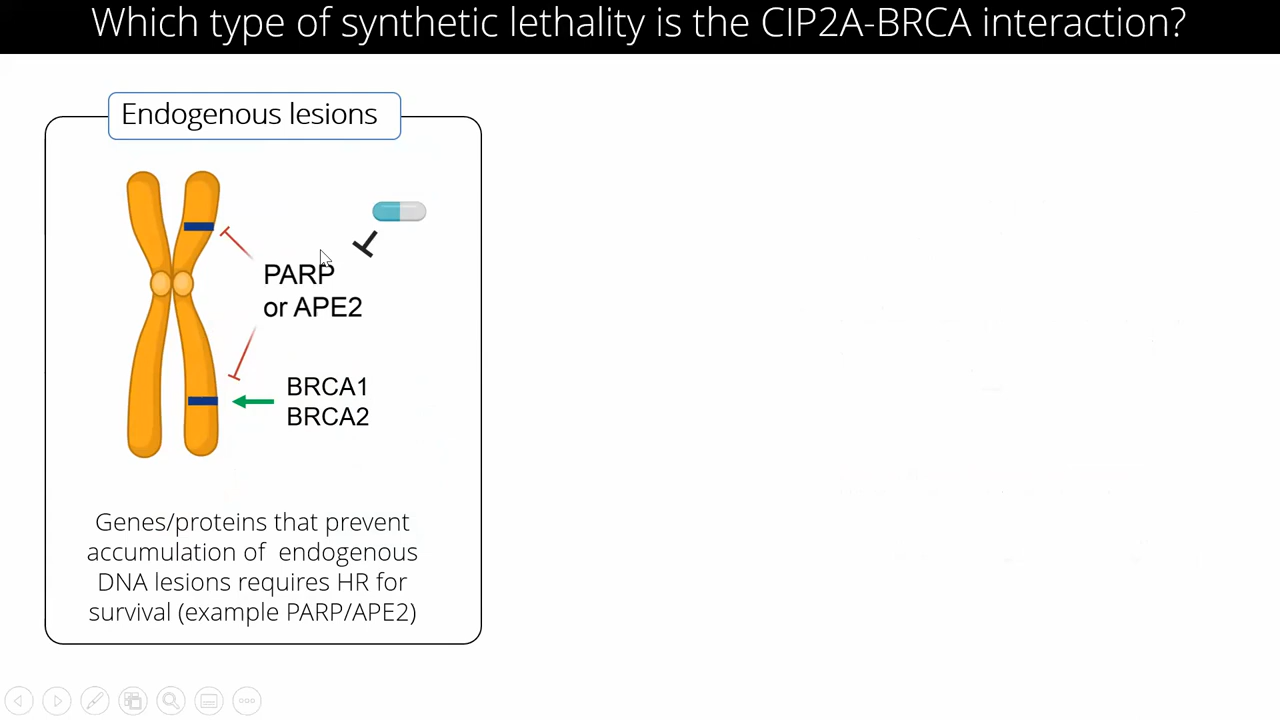 Which type of synthetic lethality is the CIP2A-BRCA interaction?
Endogenous lesions
PARP
or APE2
BRCA1
BRCA2
Genes/proteins that prevent
accumulation of endogenous
DNA lesions requires HR for
survival (example PARP/APE2)